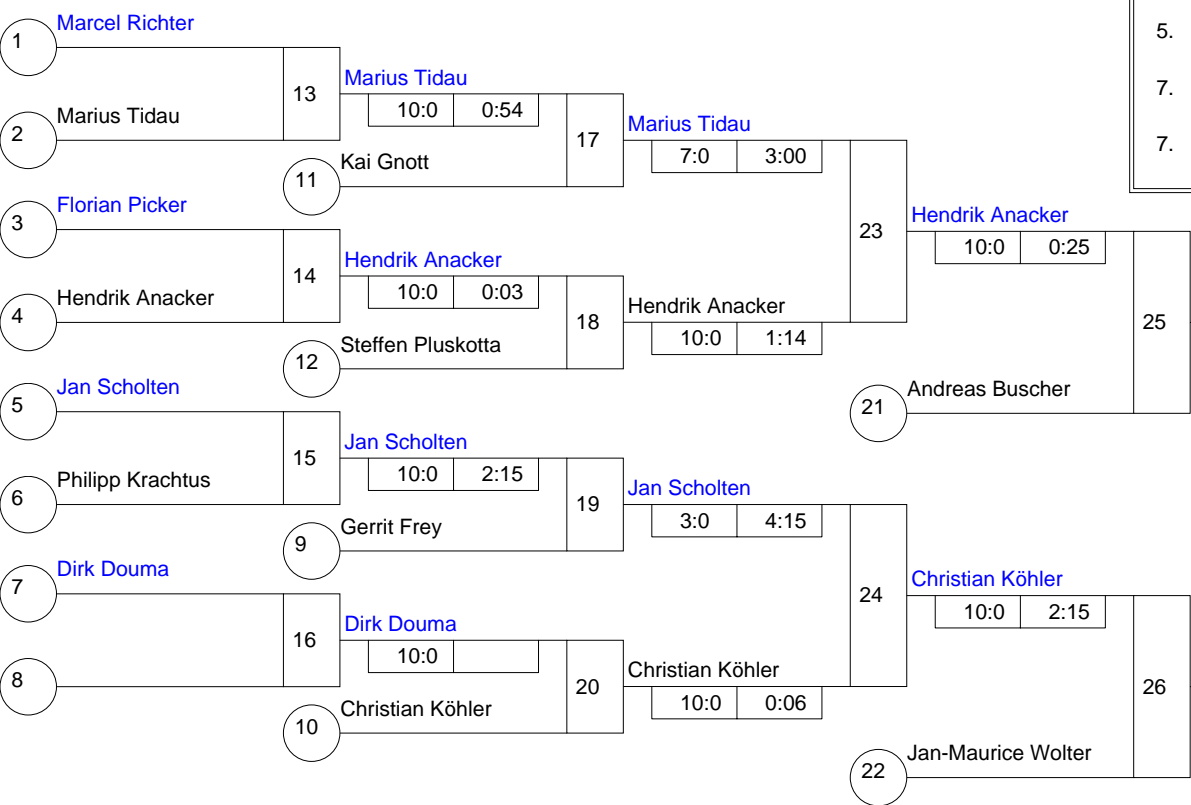 Marcel Richter
5.
1
Marius Tidau
13
7.
10:0 0:54
Marius Tidau
Marius Tidau
2
17
7:0 3:00
7.
Kai Gnott
11
Florian Picker
3
Hendrik Anacker
23
10:0 0:25
Hendrik Anacker
14
10:0 0:03
Hendrik Anacker
Hendrik Anacker
4
18
10:0 1:14
25
Steffen Pluskotta
12
Jan Scholten
Andreas Buscher
5
21
Jan Scholten
15
10:0 2:15
Philipp Krachtus
Jan Scholten
6
19
3:0 4:15
Gerrit Frey
9
Dirk Douma
Christian Köhler
7
24
10:0 2:15
Dirk Douma
16
10:0
Christian Köhler
8
20
26
10:0 0:06
Christian Köhler
10
Jan-Maurice Wolter
22